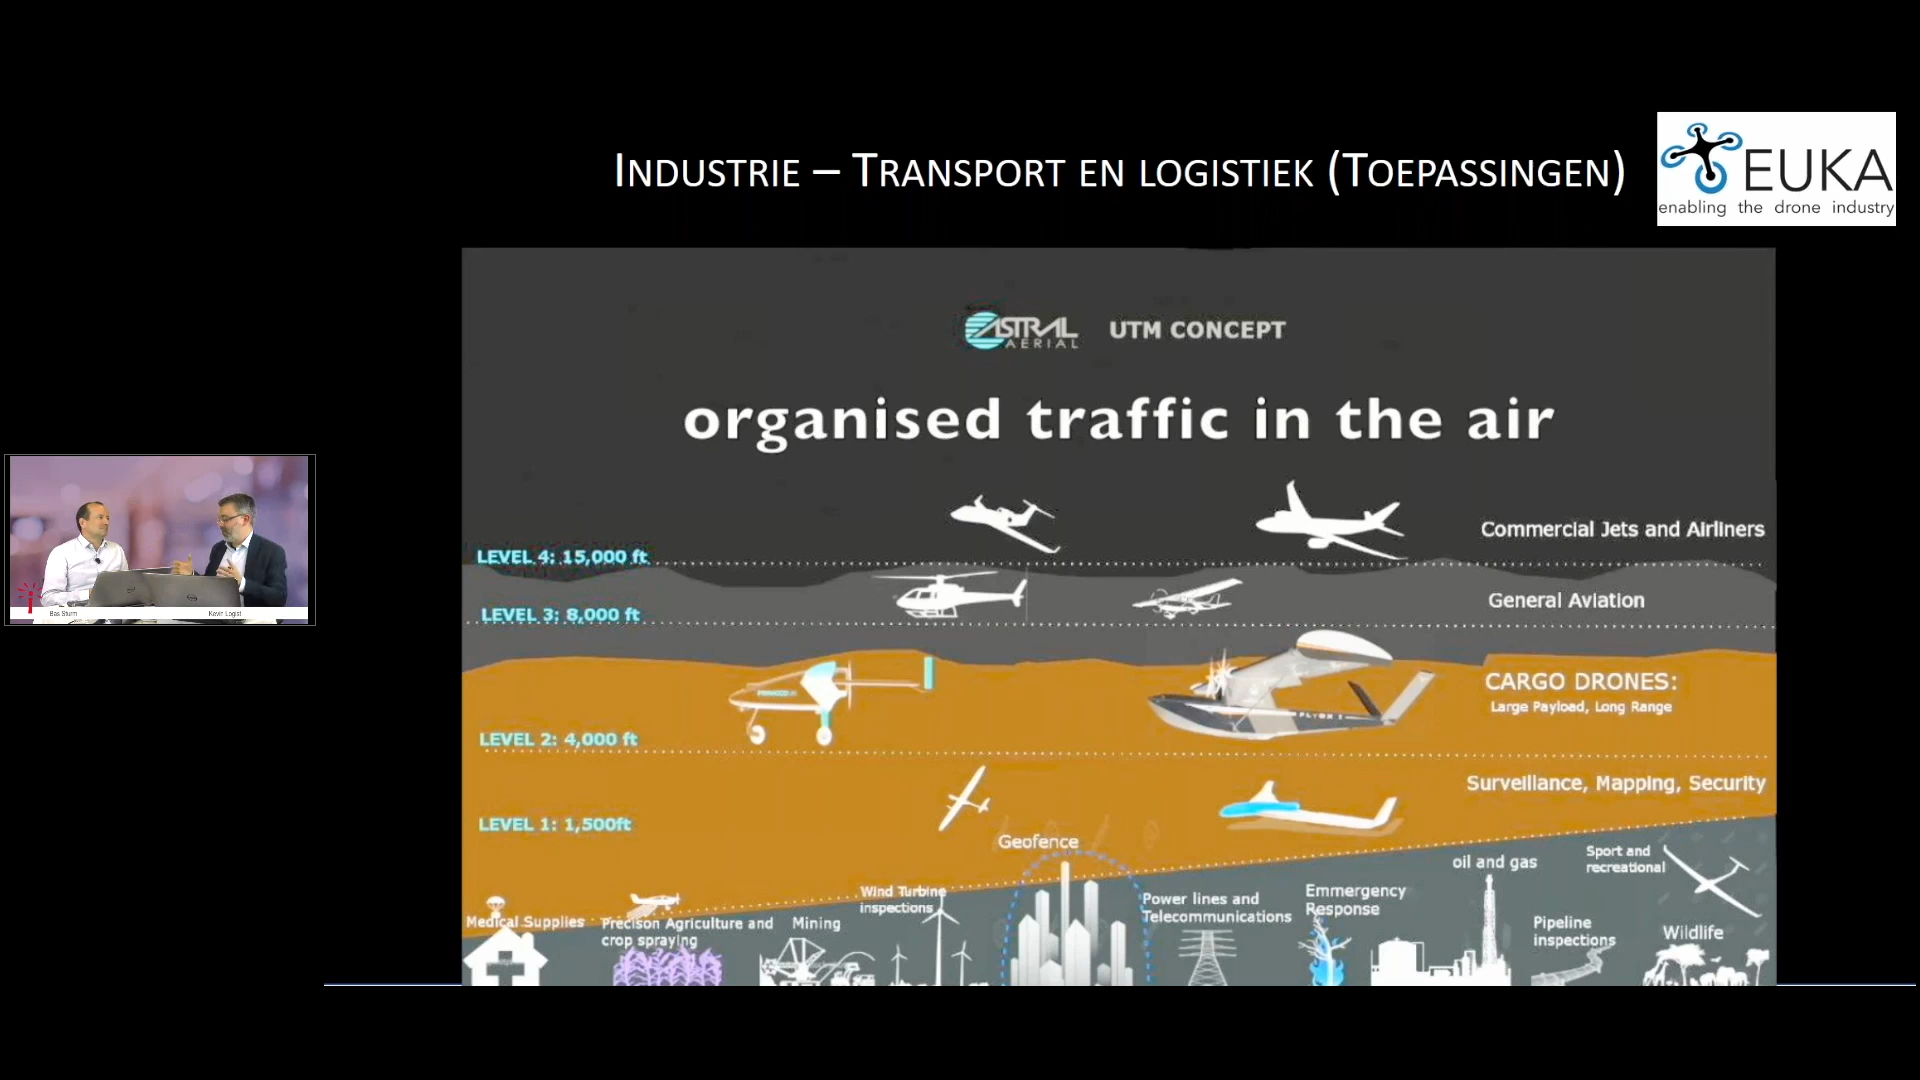 INDUSTRIE – TRANSPORT EN LOGISTIEK (TOEPASSINGEN)
EUKA
enabling the drone industry
ASTRAL
AERIAL
UTM CONCEPT
organised traffic in the air
Commercial Jets and Airliners
LEVEL 4: 15,000 ft
General Aviation
LEVEL 3: 8,000 ft
CARGO DRONES:
Large Payload, Long Range
LEVEL 2: 4,000 ft
Surveillance, Mapping, Security
LEVEL 1: 1,500ft
Geofence
Sport and
recreational
oil and gas
Wind Turbine
inspections
Emmergency
Response
Power lines and
Telecommunications
Medical Supplies
Precison Agriculture and
crop spraying
Mining
Pipeline
inspections
Wildlife
Bas Sturm
Kevin Logist